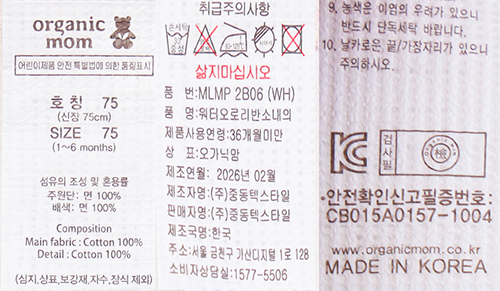 organic
mom
어린이제품 안전 특별법에 의한 품질표시
호 칭 75
(신장 75cm)
SIZE 75
(1~6 months)
섬유의 조성 및 혼용률
주원단: 면 100%
배색: 면 100%
Composition
Main fabric : Cotton 100%
Detail : Cotton 100%
(심지,상표,보강재,자수,장식 제외)
취급주의사항
손세탁
중성
80~120℃
삶지마십시오
품 번:MLMP 2B06 (WH)
품 명:워터오로리반소내의
제품사용연령:36개월미만
상 표:오가닉맘
제조연월: 2026년 02월
제조자명:(주)중동텍스타일
판매자명:(주)중동텍스타일
제조국명:한국
주소:서울 금천구 가산디지털 1로 128
소비자상담실:1577-5506
9. 농색은 이염의 우려가 있으니
반드시 단독세탁 바랍니다.
10. 날카로운 끝/가장자리가 있으니
주의하십시오.
KC
검사필
organic mom
檢
•안전확인신고필증번호:
CB015A0157-1004
www.organicmom.co.kr
MADE IN KOREA